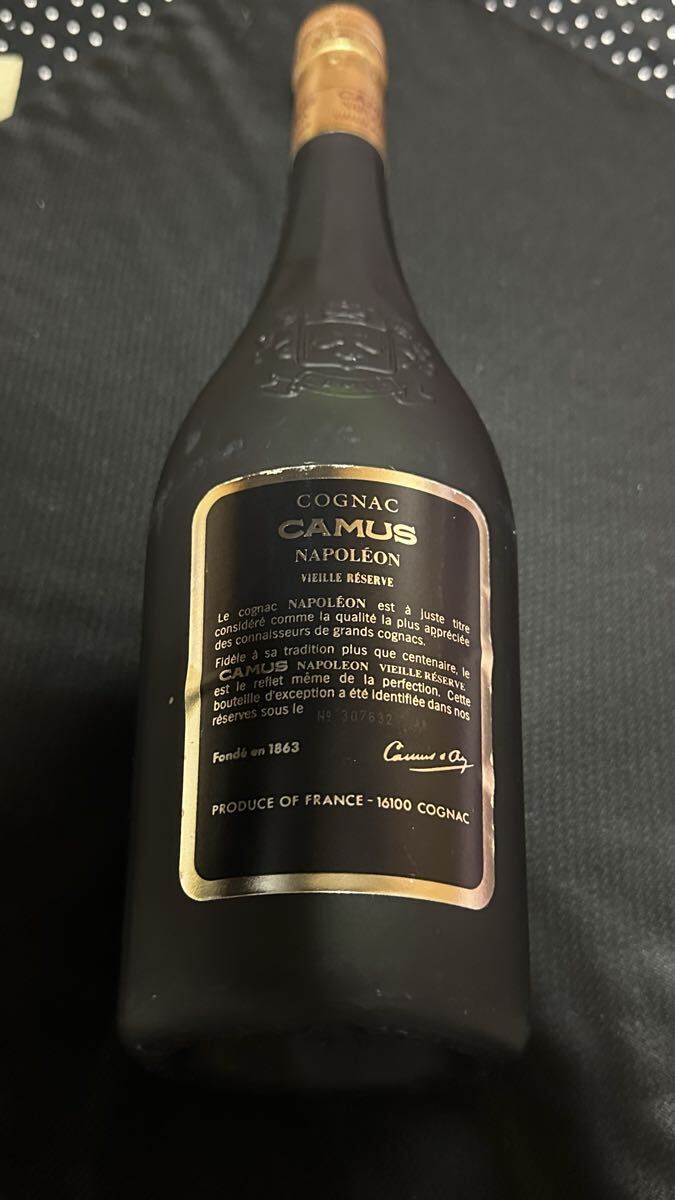 CAMUS
COGNAC
CAMUS
NAPOLÉON
VIEILLE RÉSERVE
Le cognac NAPOLÉON est à juste titre
considéré comme la qualité la plus appréciée
des connaisseurs de grands cognacs.
Fidèle à sa tradition plus que centenaire, le
CAMUS NAPOLEON VIEILLE RÉSERVE
est le reflet même de la perfection. Cette
bouteille d'exception a été identifiée dans nos
réserves sous le Nº 307632
Fondé en 1863
PRODUCE OF FRANCE - 16100 COGNAC